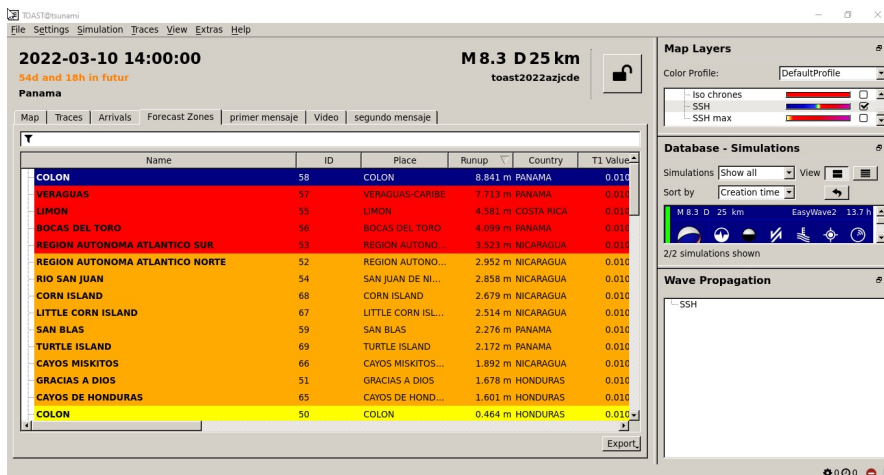 TOAST@tsunami
File Settings Simulation Traces View Extras Help
2022-03-10 14:00:00
54d and 18h in futur
Panama
M 8.3 D 25 km
toast2022azjcde
Map Traces Arrivals Forecast Zones primer mensaje Video segundo mensaje
Name ID Place Runup Country T1 Value
COLON 58 COLON 8.841 m PANAMA 0.010
VERAGUAS 57 VERAGUAS-CARIBE 7.713 m PANAMA 0.010
LIMON 55 LIMON 4.581 m COSTA RICA 0.010
BOCAS DEL TORO 56 BOCAS DEL TORO 4.099 m PANAMA 0.010
REGION AUTONOMA ATLANTICO SUR 53 REGION AUTONO... 3.523 m NICARAGUA 0.010
REGION AUTONOMA ATLANTICO NORTE 52 REGION AUTONO... 2.952 m NICARAGUA 0.010
RIO SAN JUAN 54 SAN JUAN DE NI... 2.858 m NICARAGUA 0.010
CORN ISLAND 68 CORN ISLAND 2.679 m NICARAGUA 0.010
LITTLE CORN ISLAND 67 LITTLE CORN ISL... 2.514 m NICARAGUA 0.010
SAN BLAS 59 SAN BLAS 2.276 m PANAMA 0.010
TURTLE ISLAND 69 TURTLE ISLAND 2.172 m PANAMA 0.010
CAYOS MISKITOS 66 CAYOS MISKITOS... 1.892 m NICARAGUA 0.010
GRACIAS A DIOS 51 GRACIAS A DIOS 1.678 m HONDURAS 0.010
CAYOS DE HONDURAS 65 CAYOS DE HOND... 1.601 m HONDURAS 0.010
COLON 50 COLON 0.464 m HONDURAS 0.010
Export
Map Layers
Color Profile: DefaultProfile
Iso chrones
SSH
SSH max
Database - Simulations
Simulations Show all View
Sort by Creation time
M 8.3 D 25 km EasyWave2 13.7 h
2/2 simulations shown
Wave Propagation
SSH
0 0